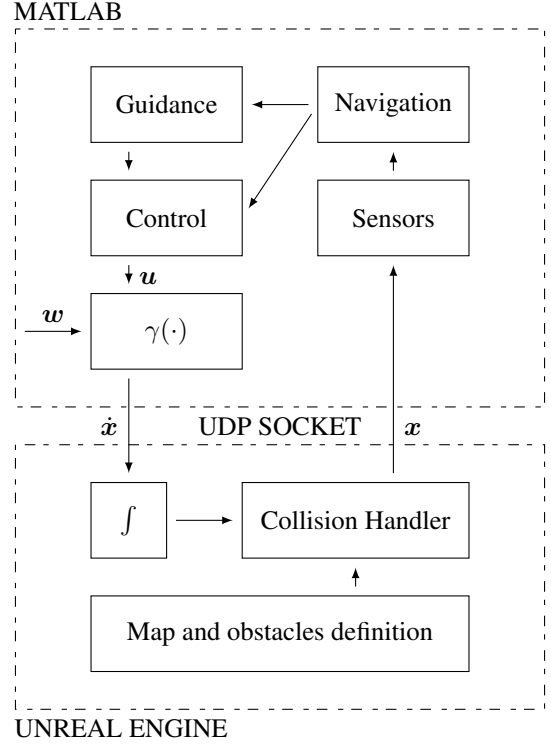 MATLAB
Guidance
Navigation
Control
Sensors
u
w
γ(·)
ẋ
UDP SOCKET
x
∫
Collision Handler
Map and obstacles definition
UNREAL ENGINE